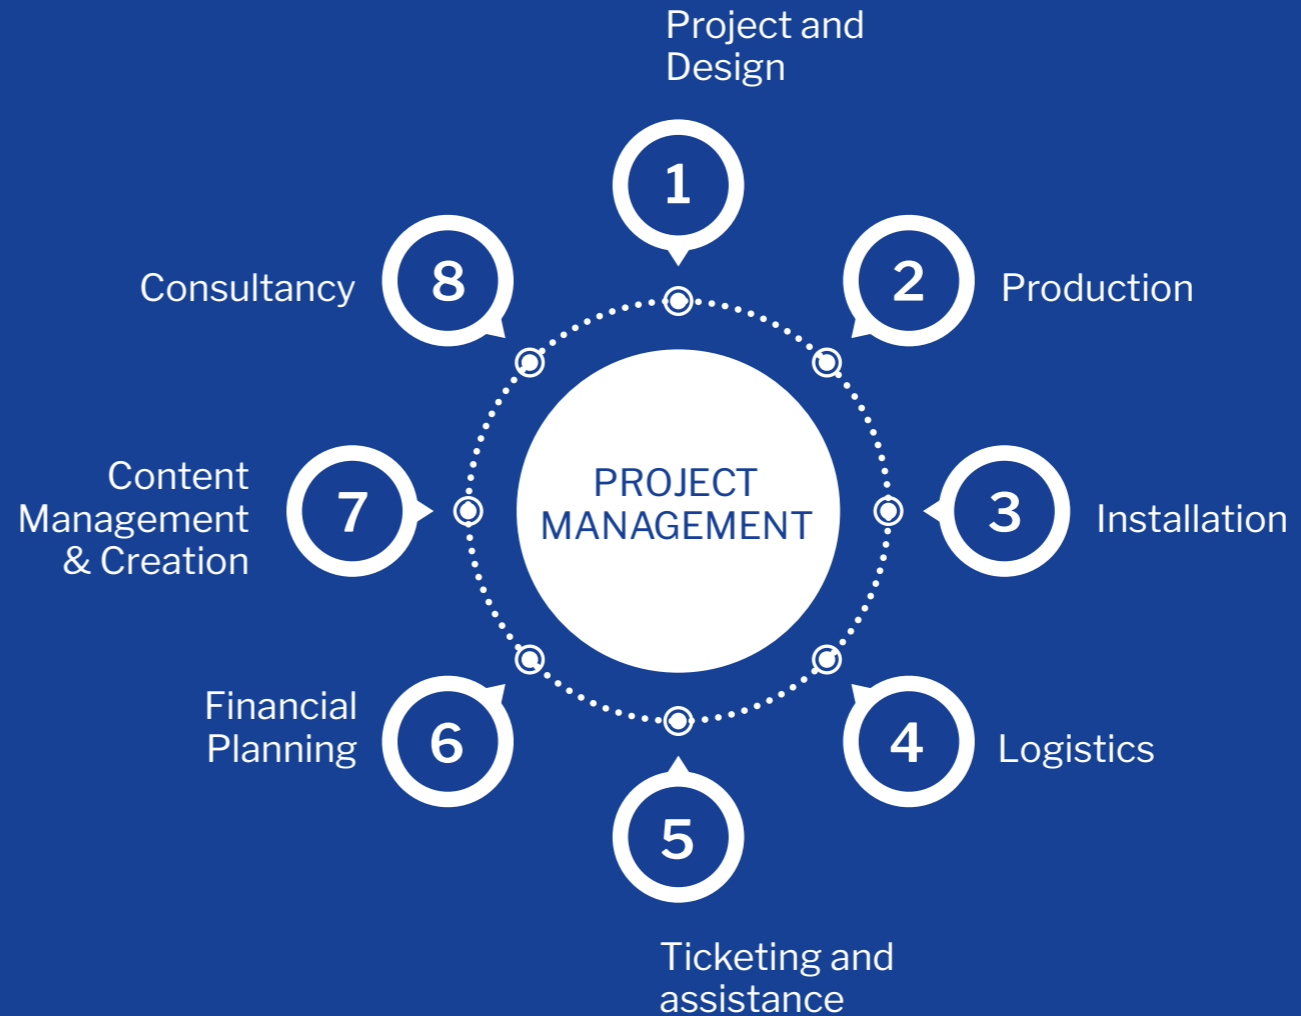 Project and
Design
1
2
Production
3
Installation
4
Logistics
5
Ticketing and
assistance
6
Financial
Planning
7
Content
Management
& Creation
8
Consultancy
PROJECT
MANAGEMENT